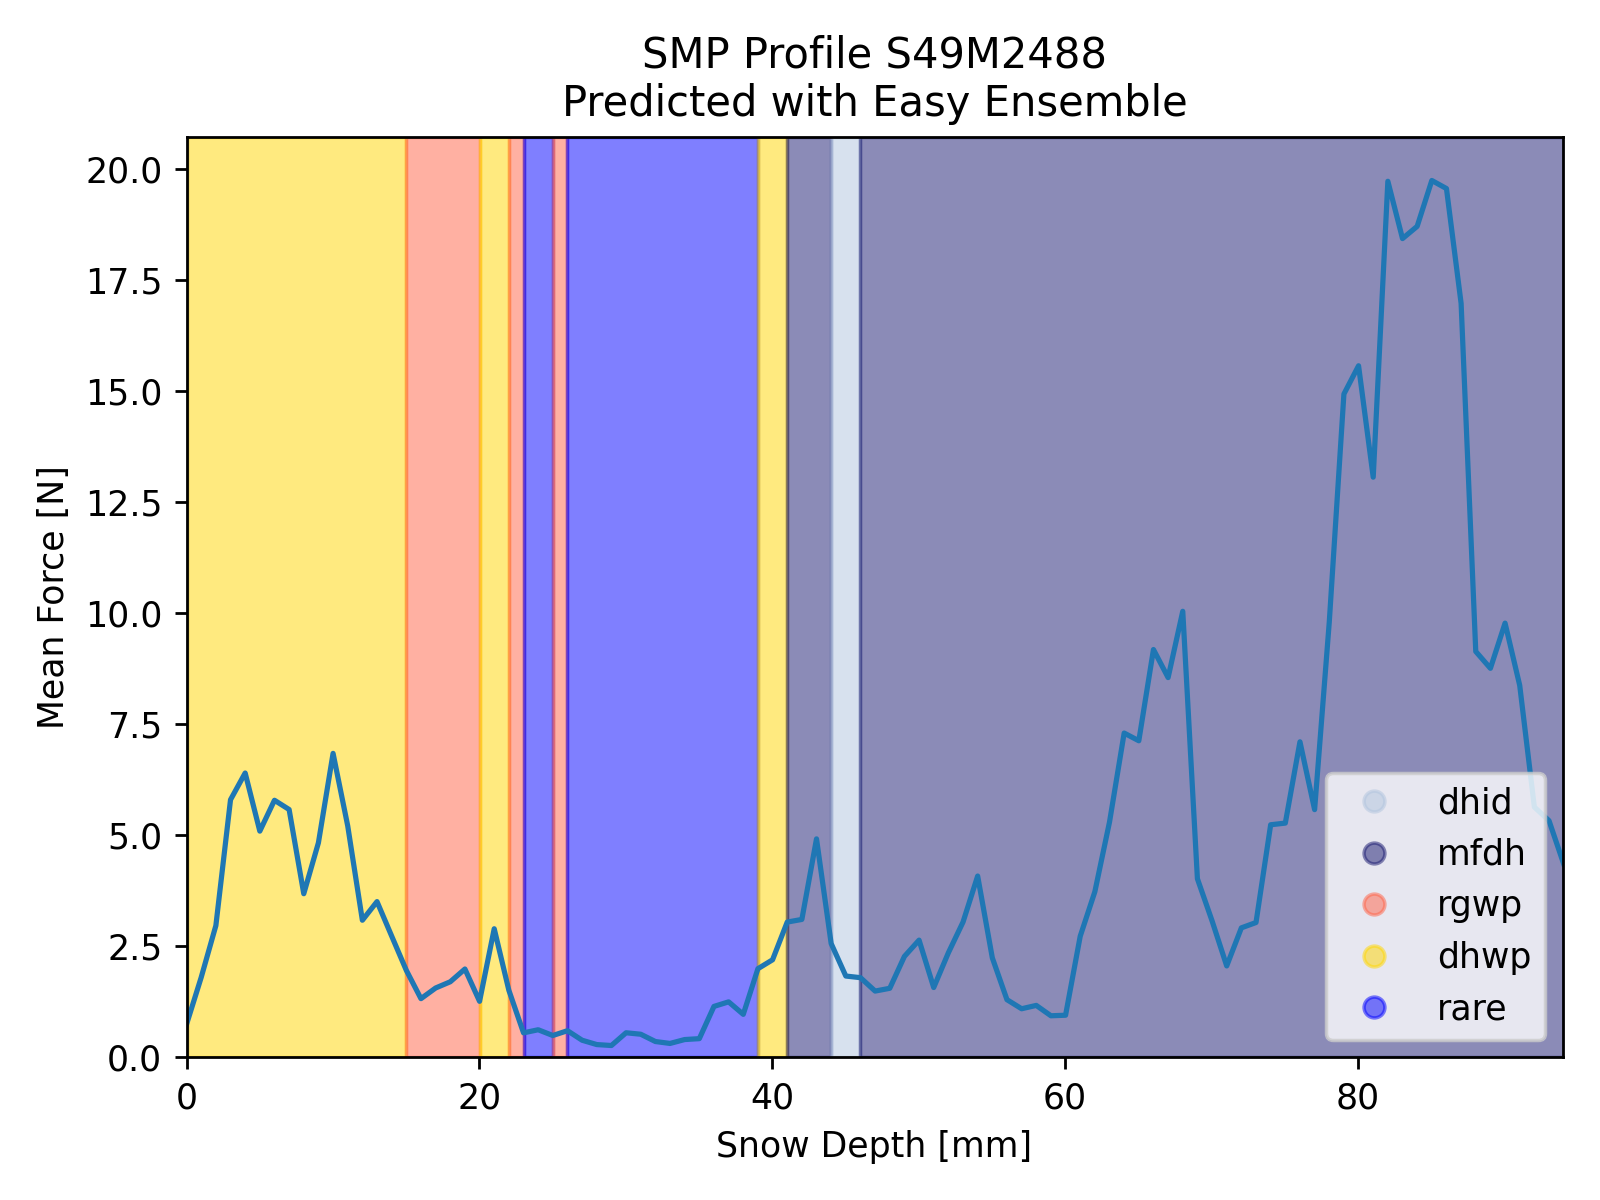 SMP Profile S49M2488
Predicted with Easy Ensemble
20.0
17.5
15.0
12.5
10.0
7.5
5.0
2.5
0.0
Mean Force [N]
dhid
mfdh
rgwp
dhwp
rare
0 20 40 60 80
Snow Depth [mm]